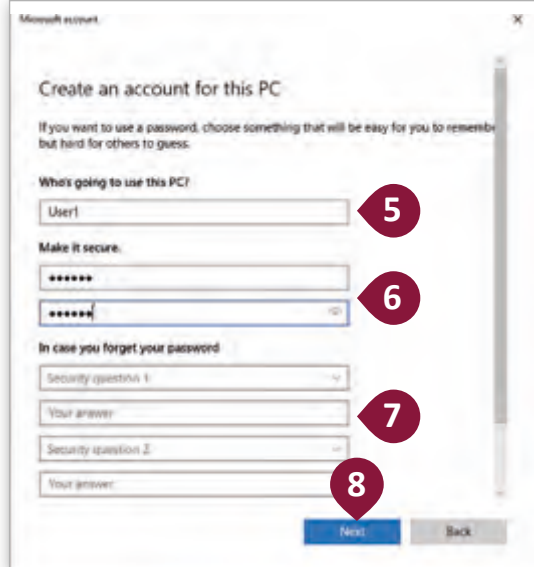 Microsoft account
Create an account for this PC
If you want to use a password, choose something that will be easy for you to remembe
but hard for others to guess.
Who's going to use this PC?
User1
5
Make it secure.
●●●●●●
6
●●●●●●
In case you forget your password
Security question 1
Your answer
7
Security question 2
Your answer
8
Next
Back